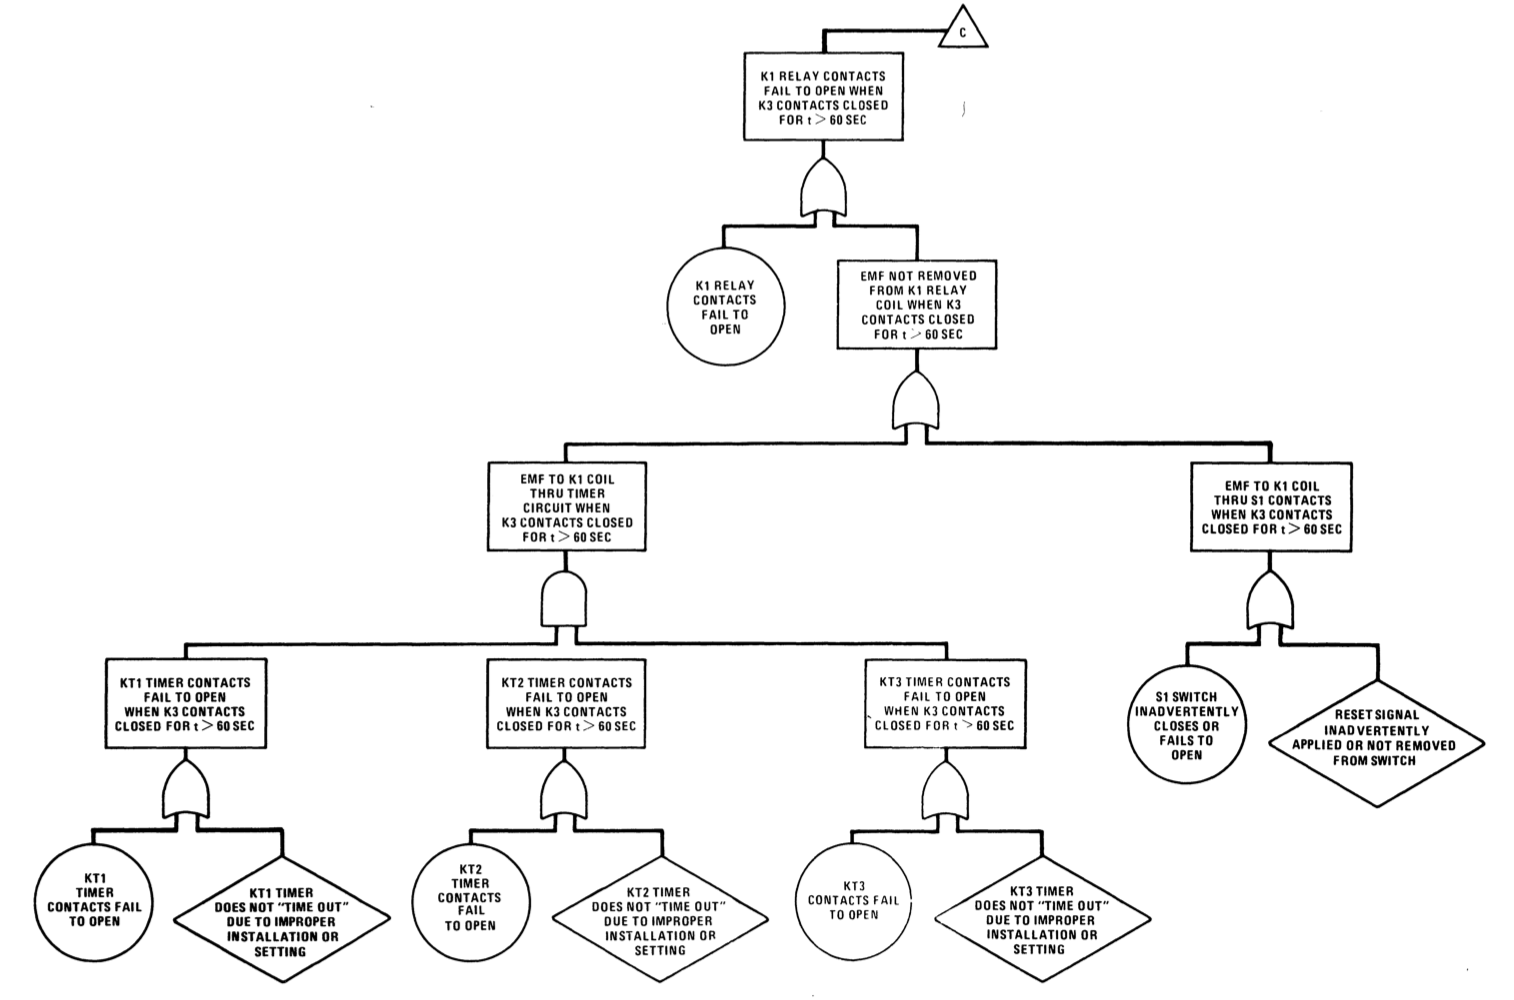 C
K1 RELAY CONTACTS
FAIL TO OPEN WHEN
K3 CONTACTS CLOSED
FOR t > 60 SEC
K1 RELAY
CONTACTS
FAIL TO
OPEN
EMF NOT REMOVED
FROM K1 RELAY
COIL WHEN K3
CONTACTS CLOSED
FOR t > 60 SEC
EMF TO K1 COIL
THRU TIMER
CIRCUIT WHEN
K3 CONTACTS CLOSED
FOR t > 60 SEC
EMF TO K1 COIL
THRU S1 CONTACTS
WHEN K3 CONTACTS
CLOSED FOR t > 60 SEC
KT1 TIMER CONTACTS
FAIL TO OPEN
WHEN K3 CONTACTS
CLOSED FOR t > 60 SEC
KT2 TIMER CONTACTS
FAIL TO OPEN
WHEN K3 CONTACTS
CLOSED FOR t > 60 SEC
KT3 TIMER CONTACTS
FAIL TO OPEN
WHEN K3 CONTACTS
CLOSED FOR t > 60 SEC
S1 SWITCH
INADVERTENTLY
CLOSES OR
FAILS TO
OPEN
RESET SIGNAL
INADVERTENTLY
APPLIED OR NOT REMOVED
FROM SWITCH
KT1
TIMER
CONTACTS FAIL
TO OPEN
KT1 TIMER
DOES NOT "TIME OUT"
DUE TO IMPROPER
INSTALLATION OR
SETTING
KT2
TIMER
CONTACTS
FAIL
TO OPEN
KT2 TIMER
DOES NOT "TIME OUT"
DUE TO IMPROPER
INSTALLATION OR
SETTING
KT3
CONTACTS FAIL
TO OPEN
KT3 TIMER
DOES NOT "TIME OUT"
DUE TO IMPROPER
INSTALLATION OR
SETTING